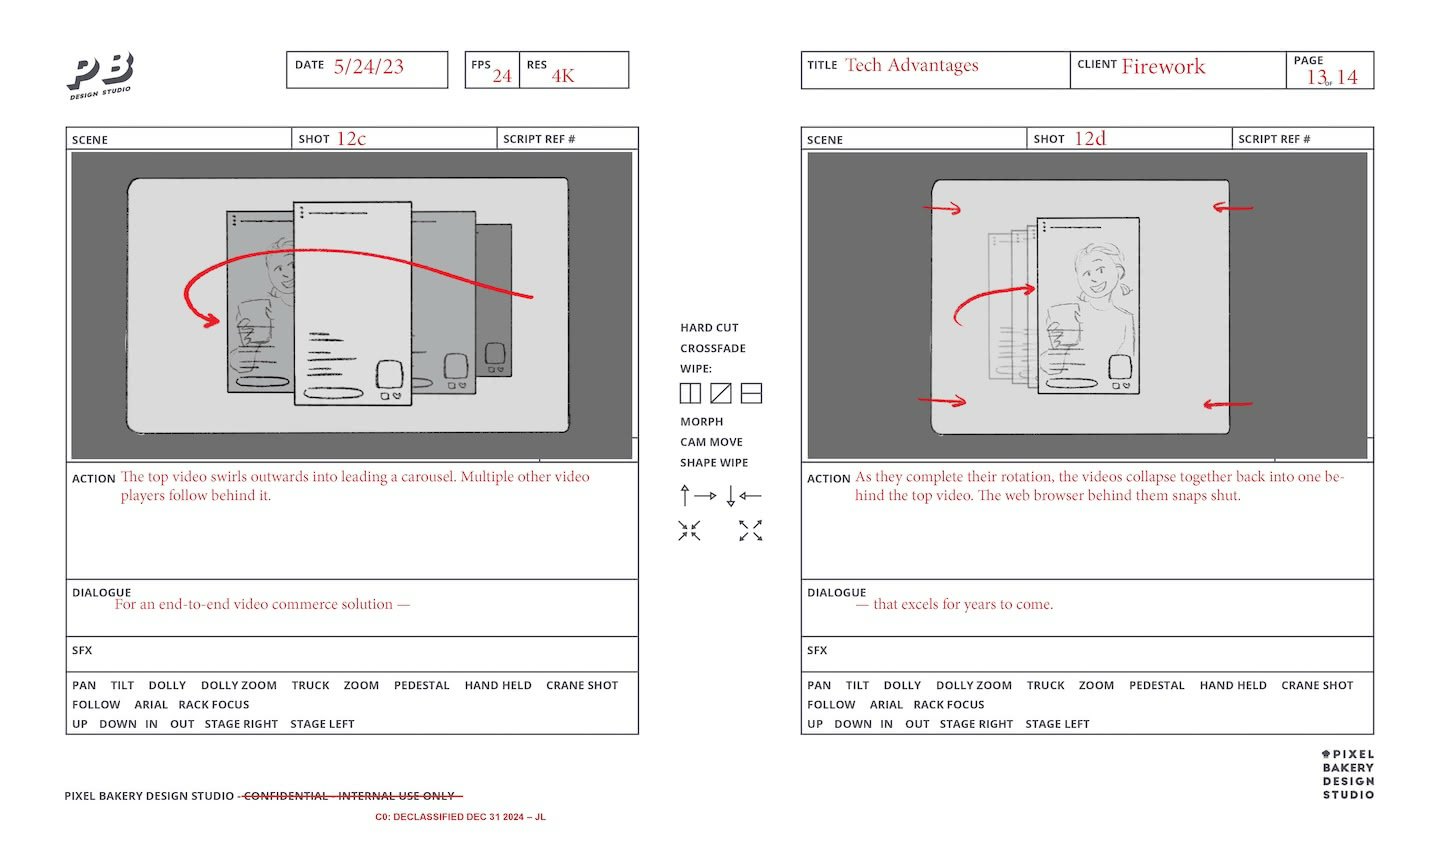 PB
DESIGN STUDIO
DATE 5/24/23
FPS 24
RES 4K
TITLE Tech Advantages
CLIENT Firework
PAGE 13 OF 14
SCENE
SHOT 12c
SCRIPT REF #
ACTION The top video swirls outwards into leading a carousel. Multiple other video
players follow behind it.
DIALOGUE
For an end-to-end video commerce solution —
SFX
PAN TILT DOLLY DOLLY ZOOM TRUCK ZOOM PEDESTAL HAND HELD CRANE SHOT
FOLLOW ARIAL RACK FOCUS
UP DOWN IN OUT STAGE RIGHT STAGE LEFT
HARD CUT
CROSSFADE
WIPE:
MORPH
CAM MOVE
SHAPE WIPE
SCENE
SHOT 12d
SCRIPT REF #
ACTION As they complete their rotation, the videos collapse together back into one be-
hind the top video. The web browser behind them snaps shut.
DIALOGUE
— that excels for years to come.
SFX
PAN TILT DOLLY DOLLY ZOOM TRUCK ZOOM PEDESTAL HAND HELD CRANE SHOT
FOLLOW ARIAL RACK FOCUS
UP DOWN IN OUT STAGE RIGHT STAGE LEFT
PIXEL BAKERY DESIGN STUDIO - CONFIDENTIAL - INTERNAL USE ONLY
C0: DECLASSIFIED DEC 31 2024 – JL
PIXEL
BAKERY
DESIGN
STUDIO